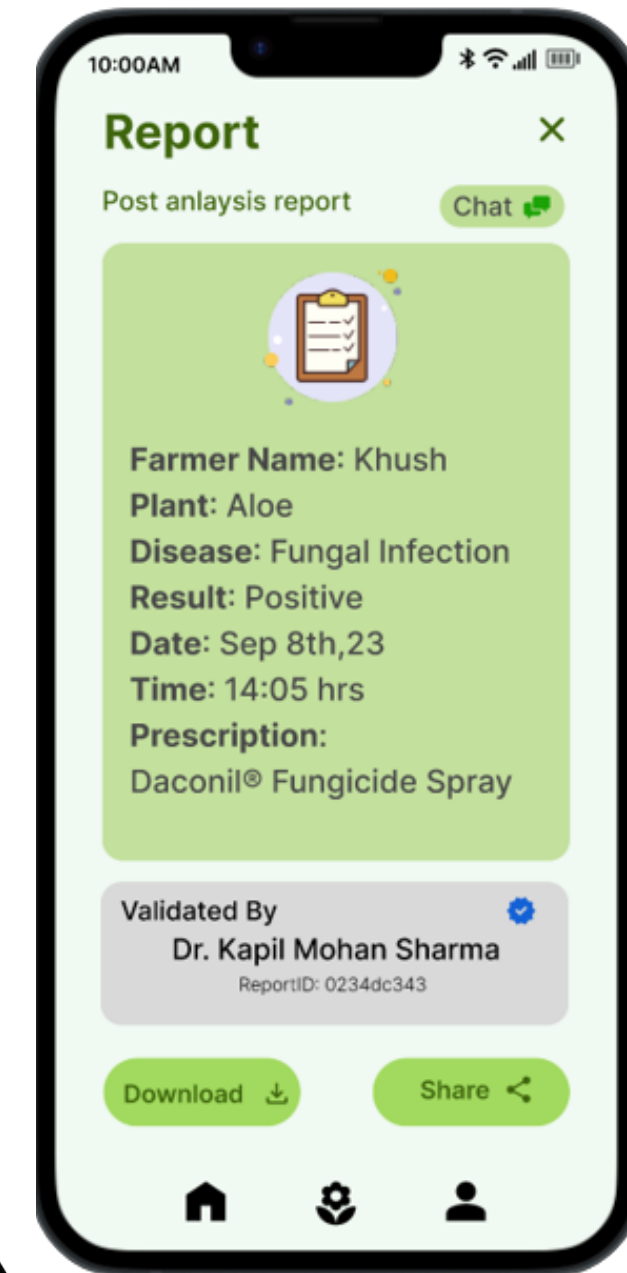 10:00AM
Report
Post anlaysis report
Chat
Farmer Name: Khush
Plant: Aloe
Disease: Fungal Infection
Result: Positive
Date: Sep 8th,23
Time: 14:05 hrs
Prescription:
Daconil® Fungicide Spray
Validated By
Dr. Kapil Mohan Sharma
ReportID: 0234dc343
Download
Share